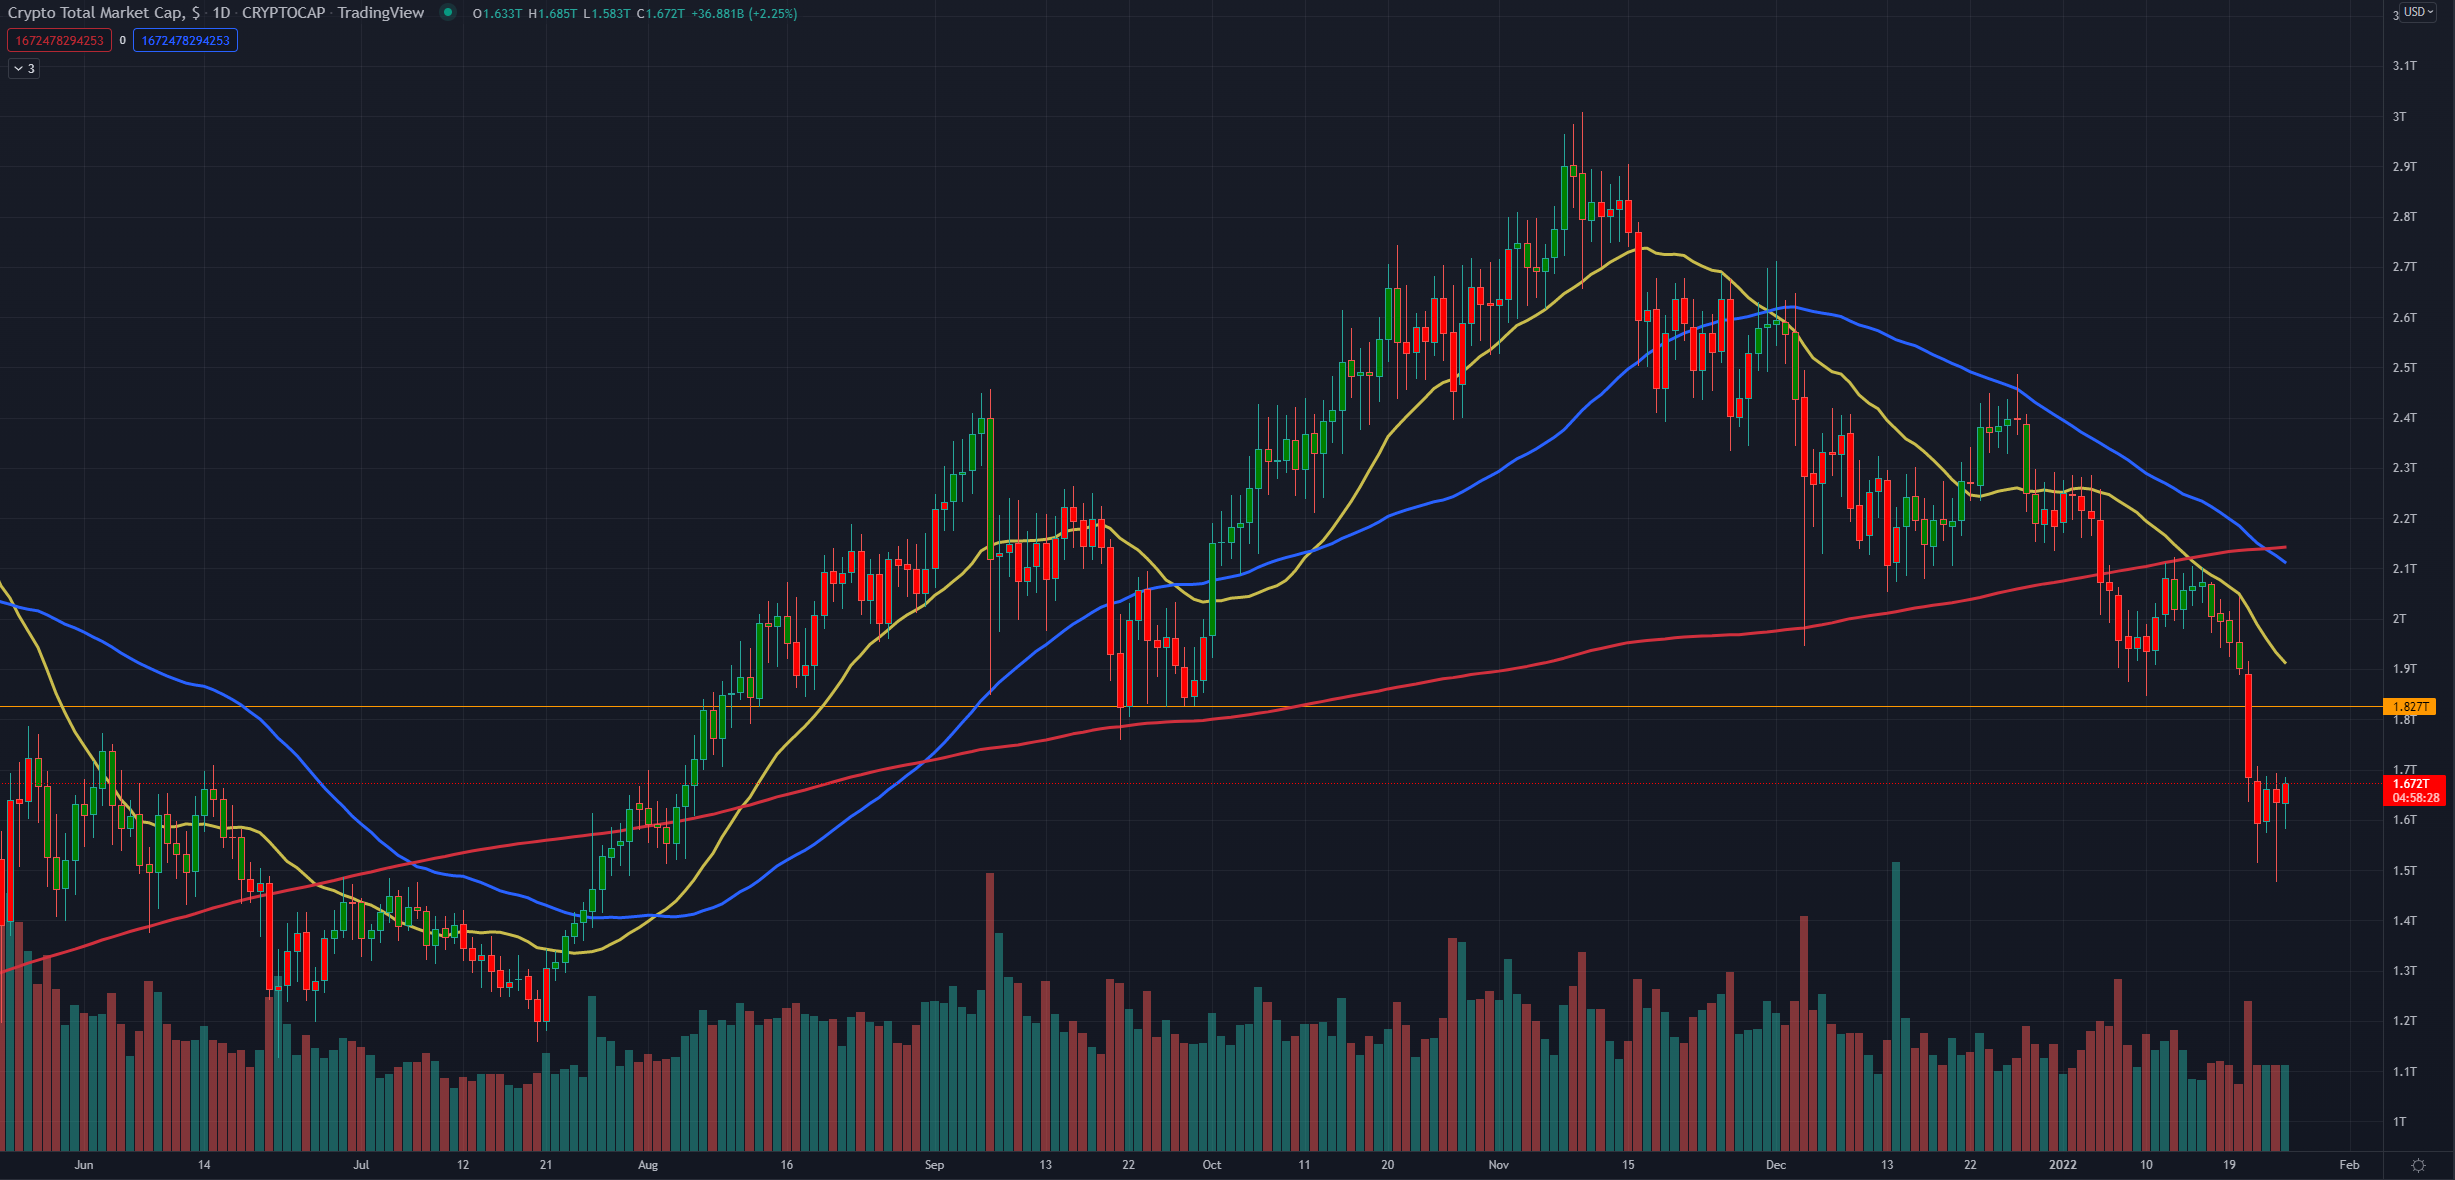 Crypto Total Market Cap, $ · 1D · CRYPTOCAP · TradingView O1.633T H1.685T L1.583T C1.672T +36.881B (+2.25%)
1672478294253 0 1672478294253
3
USD
3.1T
3T
2.9T
2.8T
2.7T
2.6T
2.5T
2.4T
2.3T
2.2T
2.1T
2T
1.9T
1.827T
1.8T
1.7T
1.672T
04:58:28
1.6T
1.5T
1.4T
1.3T
1.2T
1.1T
1T
Jun 14 Jul 12 21 Aug 16 Sep 13 22 Oct 11 20 Nov 15 Dec 13 22 2022 10 19 Feb